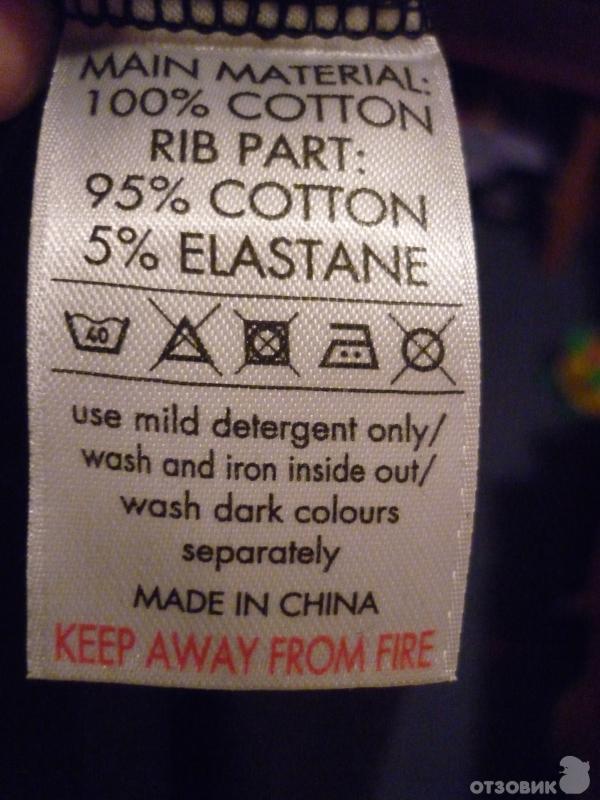 MAIN MATERIAL:
100% COTTON
RIB PART:
95% COTTON
5% ELASTANE
40
use mild detergent only/
wash and iron inside out/
wash dark colours
separately
MADE IN CHINA
KEEP AWAY FROM FIRE
ОТЗОВИК